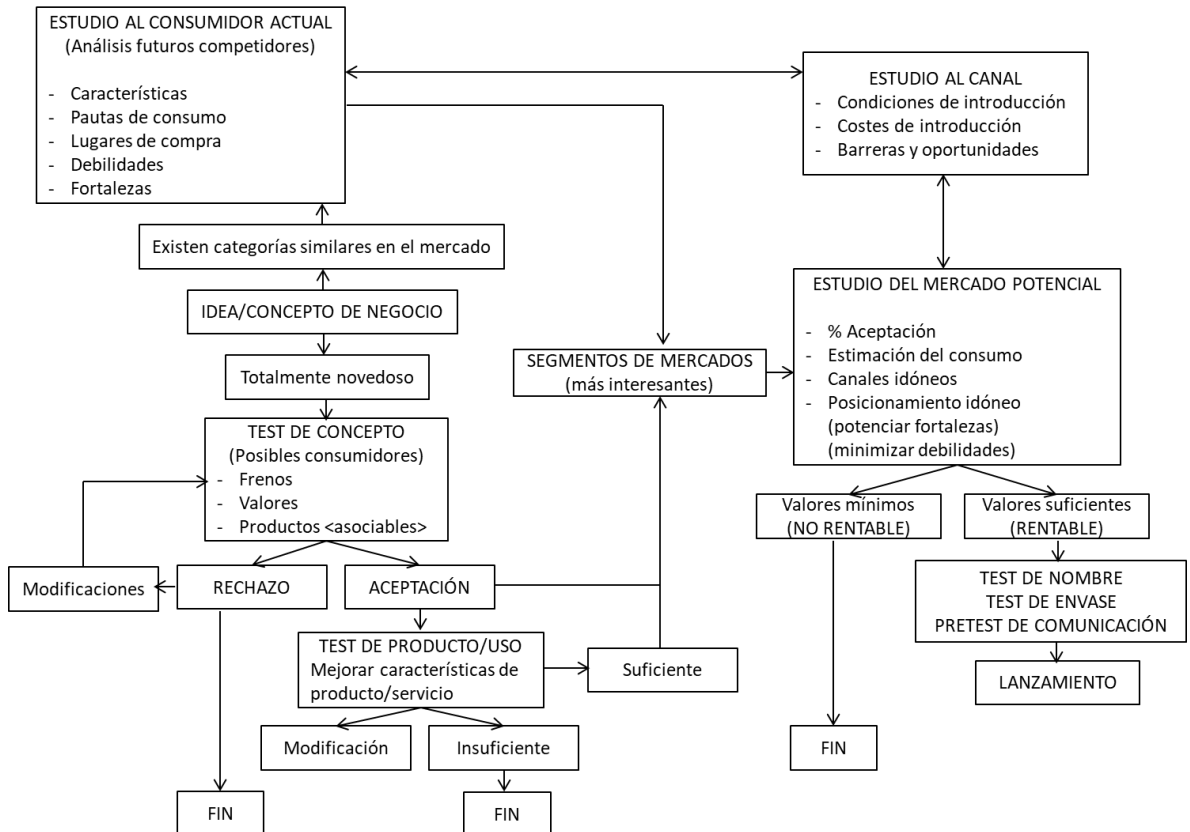 ESTUDIO AL CONSUMIDOR ACTUAL
(Análisis futuros competidores)
- Características
- Pautas de consumo
- Lugares de compra
- Debilidades
- Fortalezas
ESTUDIO AL CANAL
- Condiciones de introducción
- Costes de introducción
- Barreras y oportunidades
Existen categorías similares en el mercado
IDEA/CONCEPTO DE NEGOCIO
Totalmente novedoso
SEGMENTOS DE MERCADOS
(más interesantes)
ESTUDIO DEL MERCADO POTENCIAL
- % Aceptación
- Estimación del consumo
- Canales idóneos
- Posicionamiento idóneo
(potenciar fortalezas)
(minimizar debilidades)
TEST DE CONCEPTO
(Posibles consumidores)
- Frenos
- Valores
- Productos <asociables>
Valores mínimos
(NO RENTABLE)
Valores suficientes
(RENTABLE)
Modificaciones
RECHAZO
ACEPTACIÓN
TEST DE NOMBRE
TEST DE ENVASE
PRETEST DE COMUNICACIÓN
TEST DE PRODUCTO/USO
Mejorar características de
producto/servicio
Suficiente
LANZAMIENTO
Modificación
Insuficiente
FIN
FIN
FIN